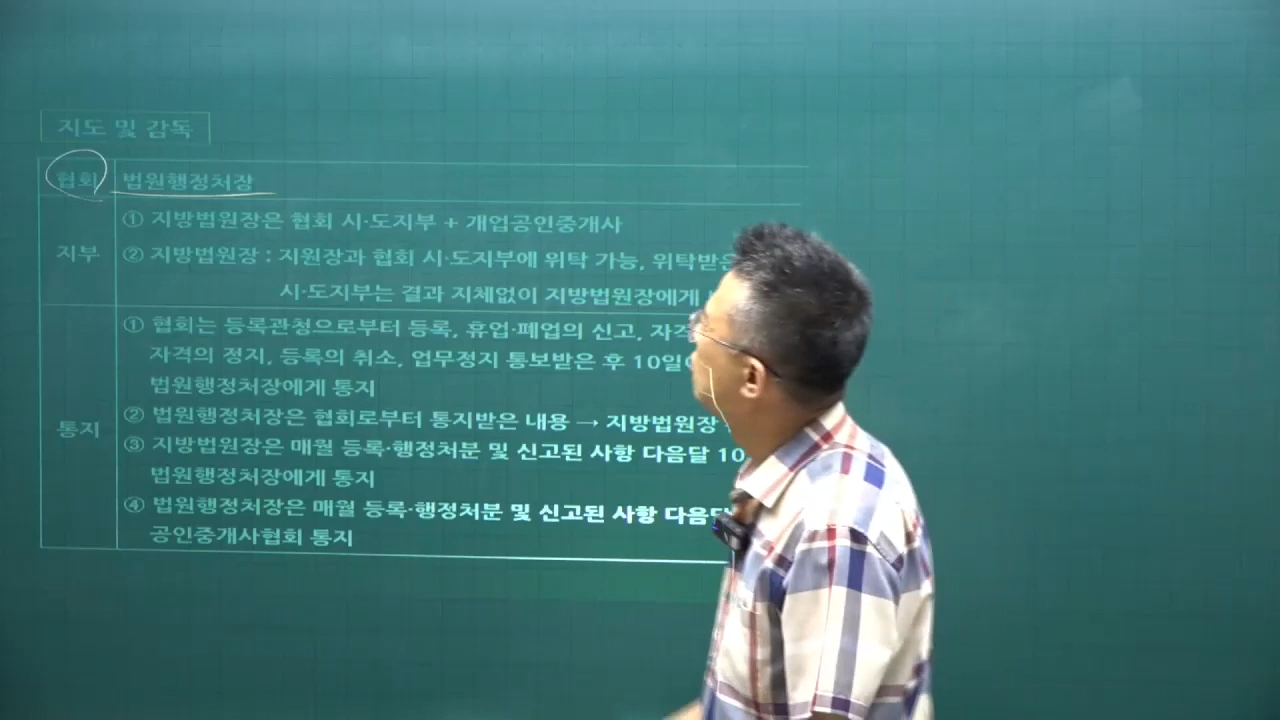 지도 및 감독
협회 법원행정처장
① 지방법원장은 협회 시·도지부 + 개업공인중개사
지부 ② 지방법원장 : 지원장과 협회 시·도지부에 위탁 가능, 위탁받은
시·도지부는 결과 지체없이 지방법원장에게
① 협회는 등록관청으로부터 등록, 휴업·폐업의 신고,
자격의 정지, 등록의 취소, 업무정지 통보받은 후 10일
법원행정처장에게 통지
통지 ② 법원행정처장은 협회로부터 통지받은 내용 → 지방법원장
③ 지방법원장은 매월 등록·행정처분 및 신고된 사항 다음달 10
법원행정처장에게 통지
④ 법원행정처장은 매월 등록·행정처분 및 신고된 사항
공인중개사협회 통지